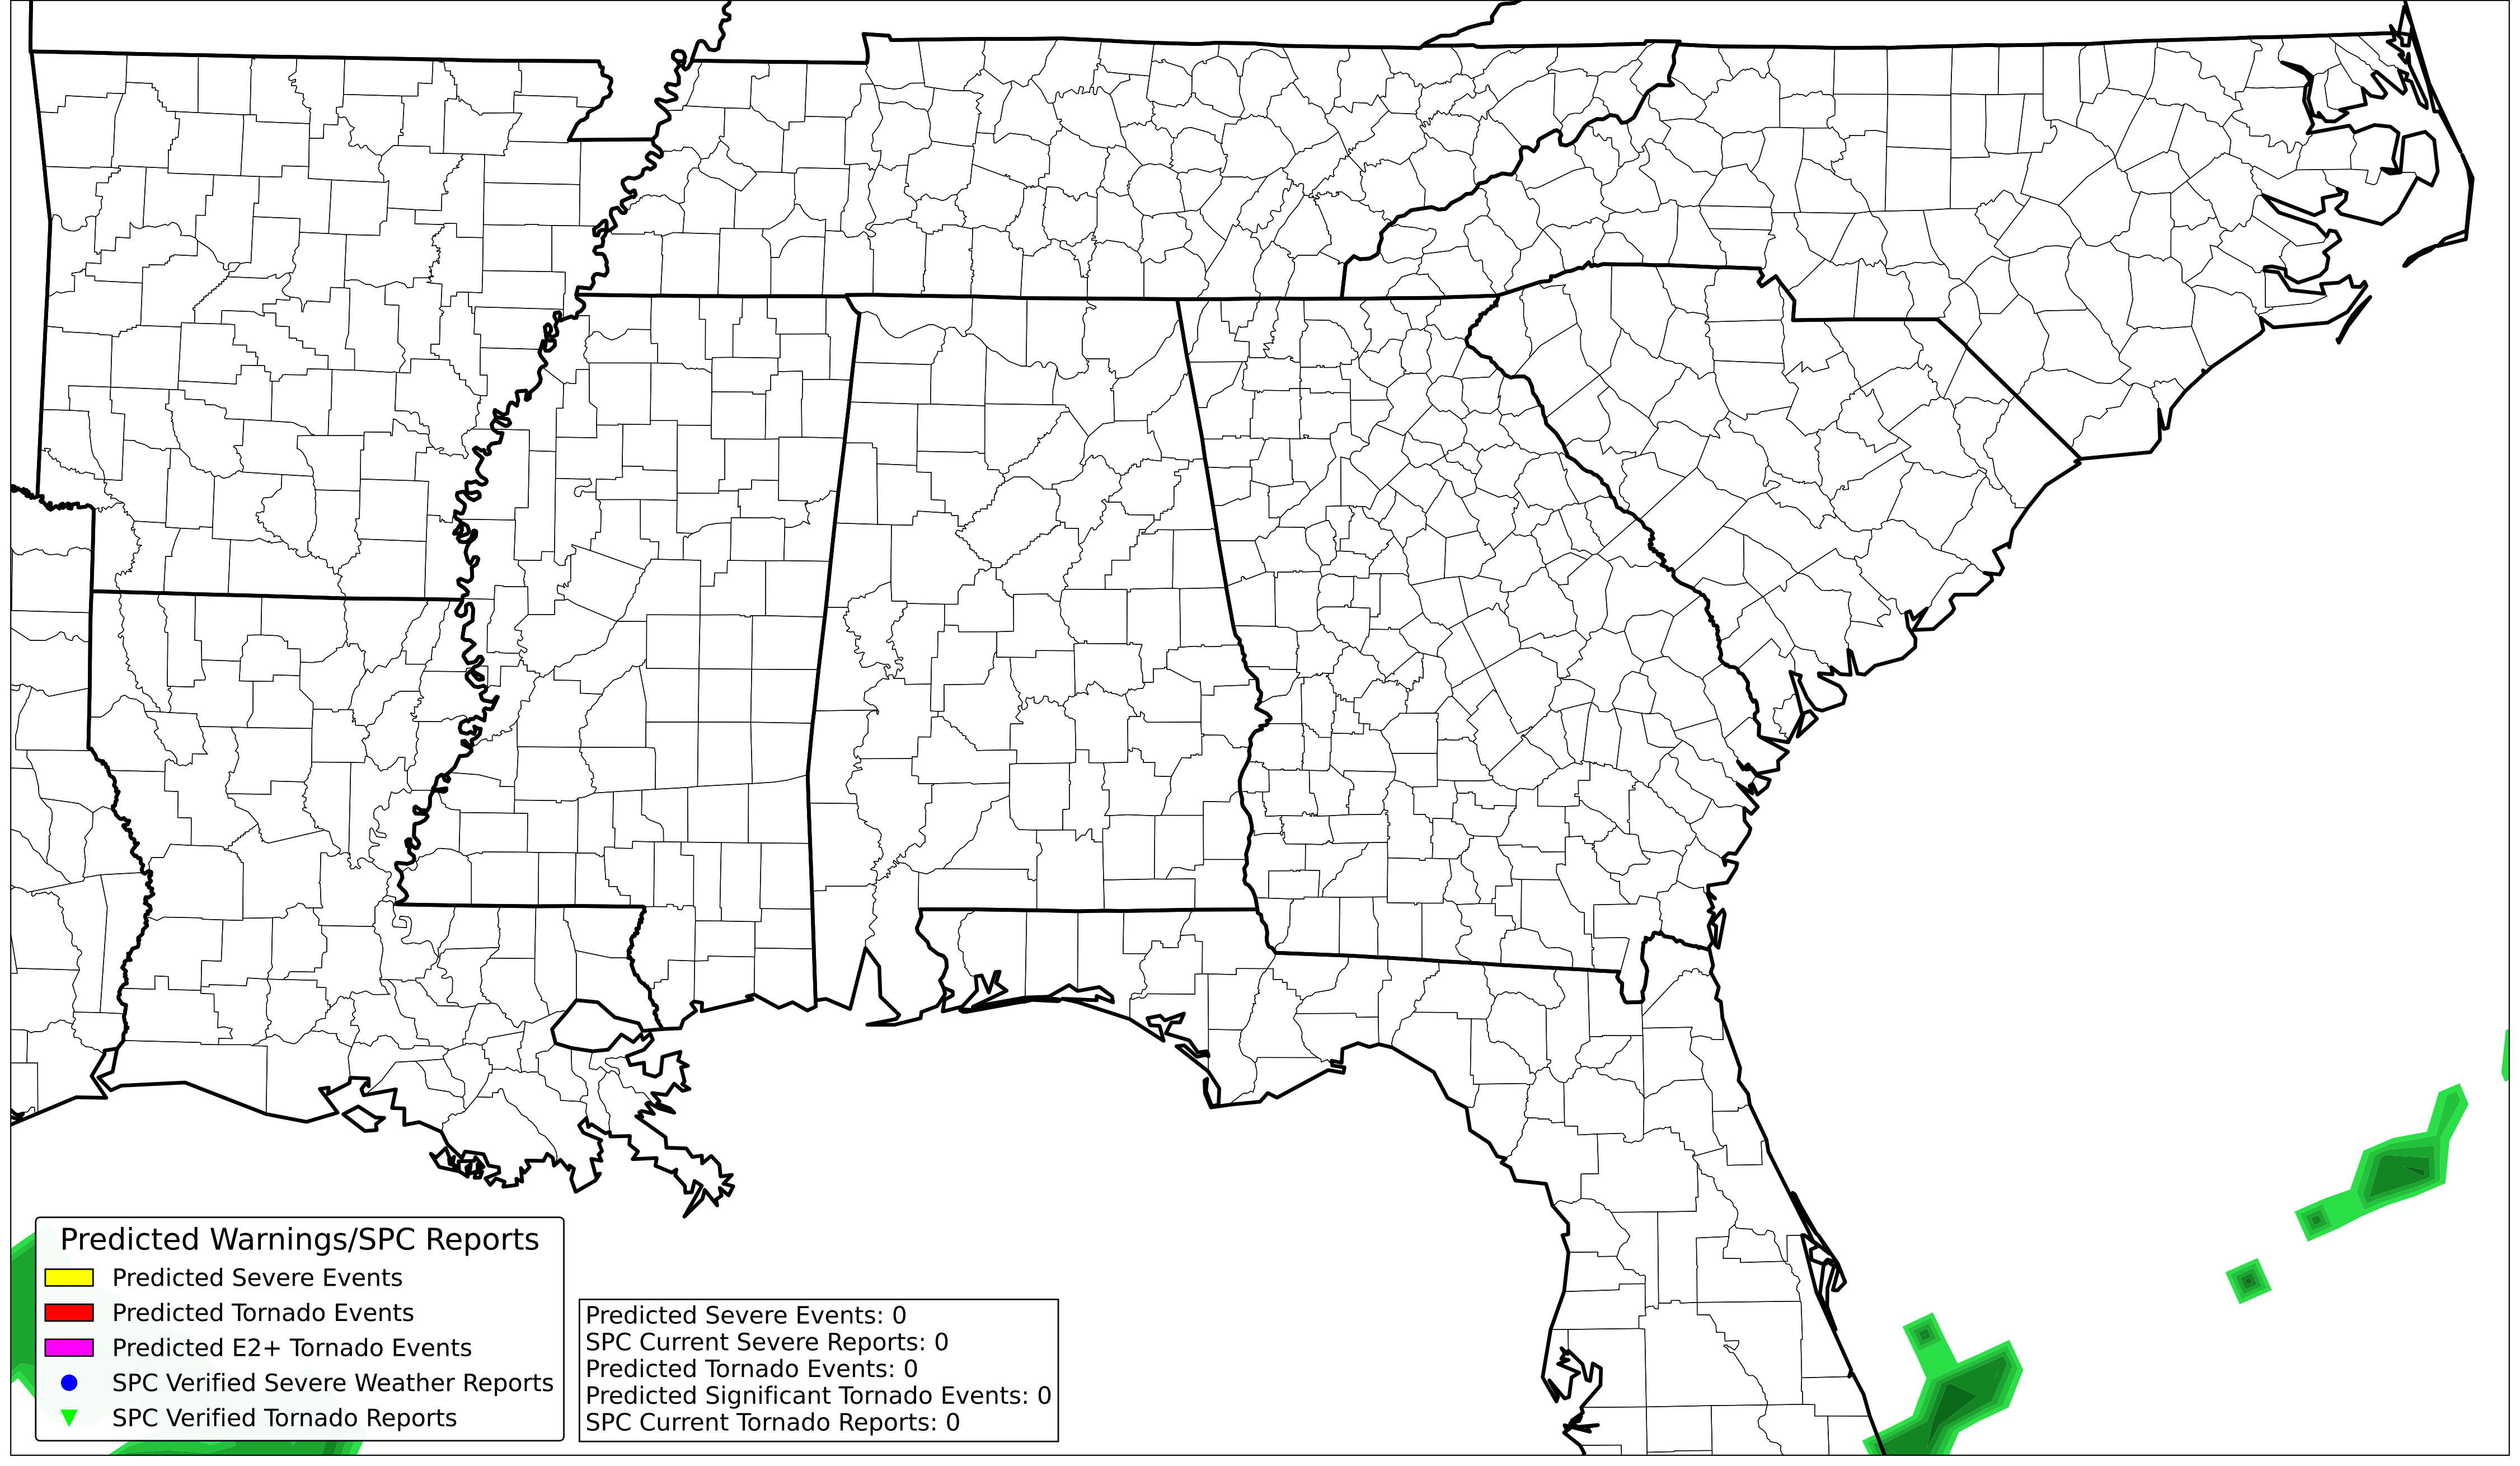 Predicted Warnings/SPC Reports
Predicted Severe Events
Predicted Tornado Events
Predicted E2+ Tornado Events
SPC Verified Severe Weather Reports
SPC Verified Tornado Reports
Predicted Severe Events: 0
SPC Current Severe Reports: 0
Predicted Tornado Events: 0
Predicted Significant Tornado Events: 0
SPC Current Tornado Reports: 0